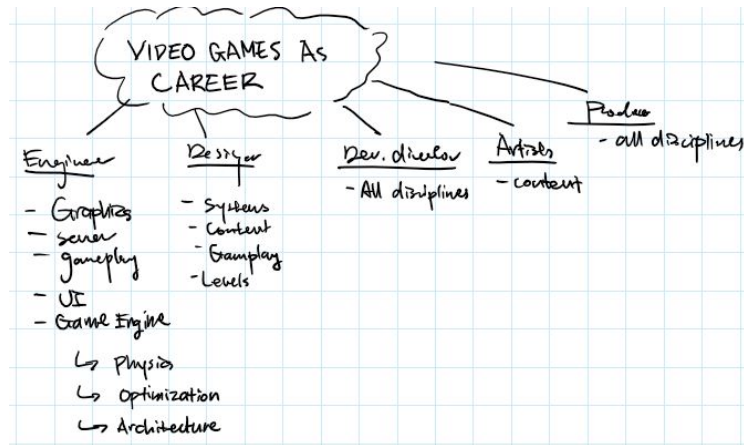 VIDEO GAMES AS
CAREER
Engineer
- Graphics
- server
- gameplay
- UI
- Game Engine
↳ Physics
↳ Optimization
↳ Architecture
Designer
- Systems
- Content
- Gamplay
- Levels
Dev. director
- All disciplines
Artists
- content
Producer
- all disciplines